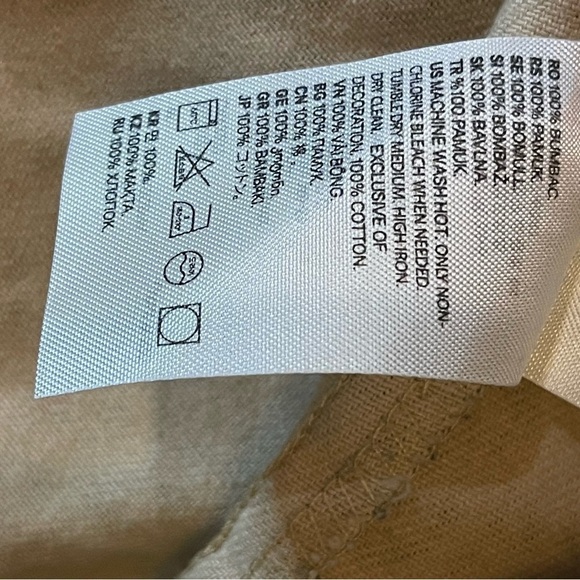 RO 100% BUMBAC.
RS 100% PAMUK.
SE 100% BOMULL.
SI 100% BOMBAŽ.
SK 100% BAVLNA.
TR %100 PAMUK.
US MACHINE WASH HOT. ONLY NON-
CHLORINE BLEACH WHEN NEEDED.
TUMBLE DRY MEDIUM. HIGH IRON.
DRY CLEAN. EXCLUSIVE OF
DECORATION. 100% COTTON.
VN 100% VẢI BÔNG.
BG 100% ПАМУК.
CN 100% 棉.
GE 100% ბამბა.
GR 100% ΒΑΜΒΑΚΙ
JP 100% コットン。
KR 면 100%.
KZ 100% МАКТА.
RU 100% ХЛОПОК.